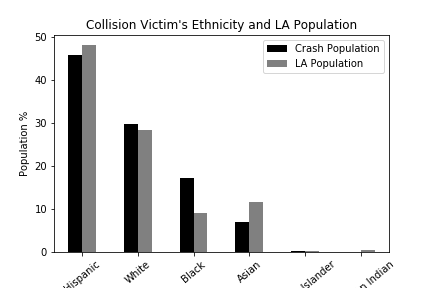 Collision Victim's Ethnicity and LA Population
Crash Population
LA Population
Population %
50
40
30
20
10
0
Hispanic
White
Black
Asian
Islander
Indian